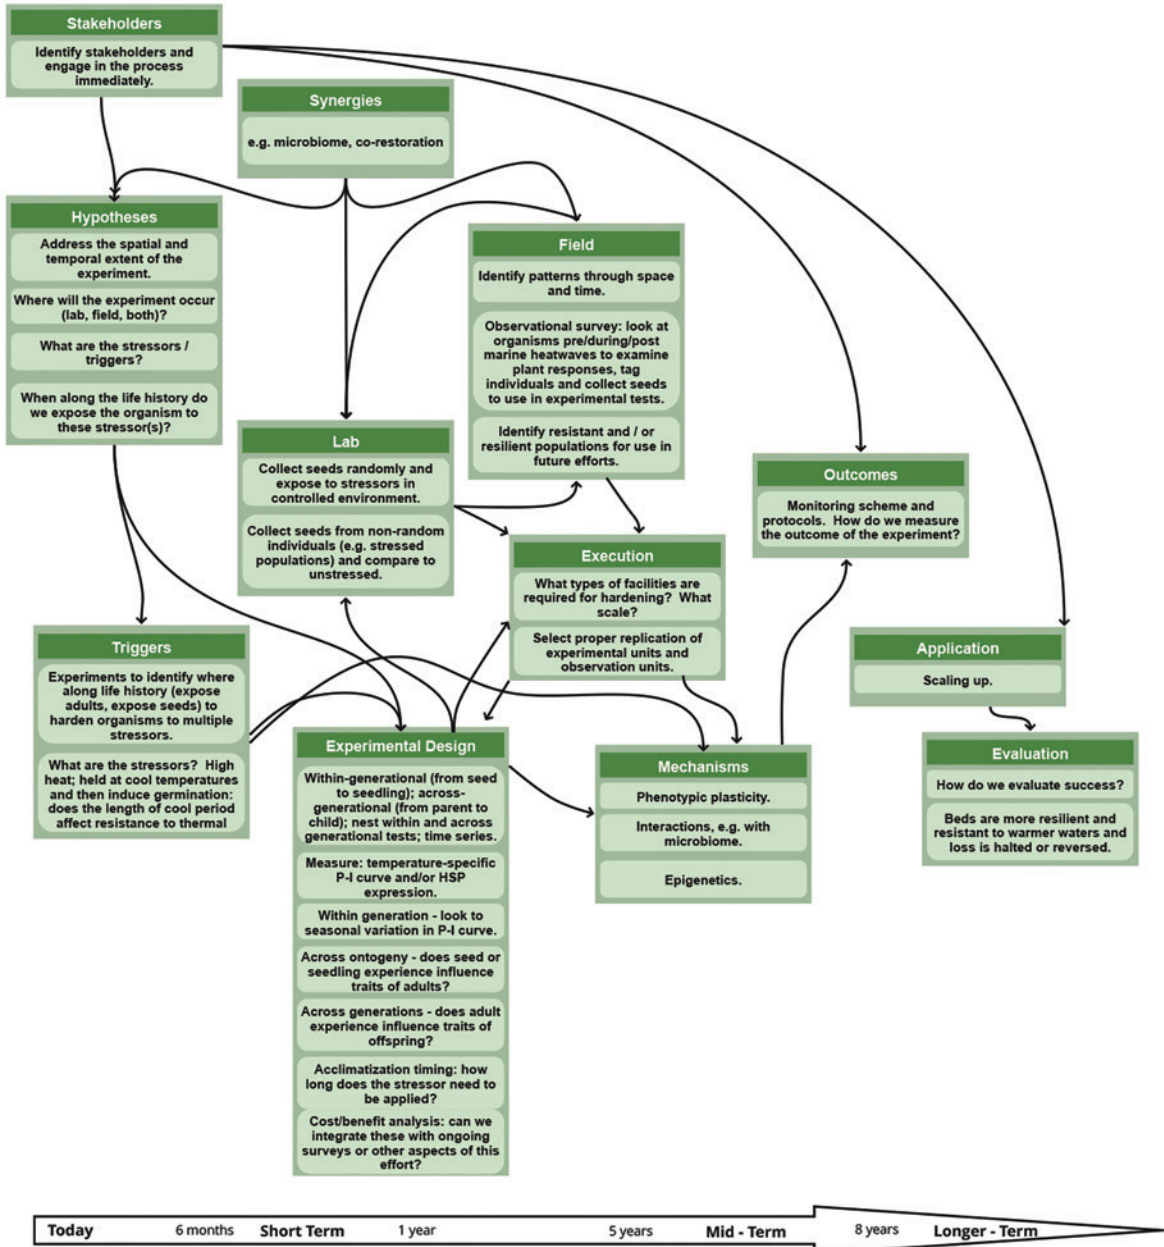 Stakeholders
Identify stakeholders and
engage in the process
immediately.
Synergies
e.g. microbiome, co-restoration
Hypotheses
Address the spatial and
temporal extent of the
experiment.
Where will the experiment occur
(lab, field, both)?
What are the stressors /
triggers?
When along the life history do
we expose the organism to
these stressor(s)?
Field
Identify patterns through space
and time.
Observational survey: look at
organisms pre/during/post
marine heatwaves to examine
plant responses, tag
individuals and collect seeds
to use in experimental tests.
Identify resistant and / or
resilient populations for use in
future efforts.
Lab
Collect seeds randomly and
expose to stressors in
controlled environment.
Collect seeds from non-random
individuals (e.g. stressed
populations) and compare to
unstressed.
Outcomes
Monitoring scheme and
protocols. How do we measure
the outcome of the experiment?
Execution
What types of facilities are
required for hardening? What
scale?
Select proper replication of
experimental units and
observation units.
Triggers
Experiments to identify where
along life history (expose
adults, expose seeds) to
harden organisms to multiple
stressors.
What are the stressors? High
heat; held at cool temperatures
and then induce germination:
does the length of cool period
affect resistance to thermal
Application
Scaling up.
Experimental Design
Within-generational (from seed
to seedling); across-
generational (from parent to
child); nest within and across
generational tests; time series.
Measure: temperature-specific
P-I curve and/or HSP
expression.
Within generation - look to
seasonal variation in P-I curve.
Across ontogeny - does seed or
seedling experience influence
traits of adults?
Across generations - does adult
experience influence traits of
offspring?
Acclimatization timing: how
long does the stressor need to
be applied?
Cost/benefit analysis: can we
integrate these with ongoing
surveys or other aspects of this
effort?
Mechanisms
Phenotypic plasticity.
Interactions, e.g. with
microbiome.
Epigenetics.
Evaluation
How do we evaluate success?
Beds are more resilient and
resistant to warmer waters and
loss is halted or reversed.
Today 6 months Short Term 1 year 5 years Mid - Term 8 years Longer - Term